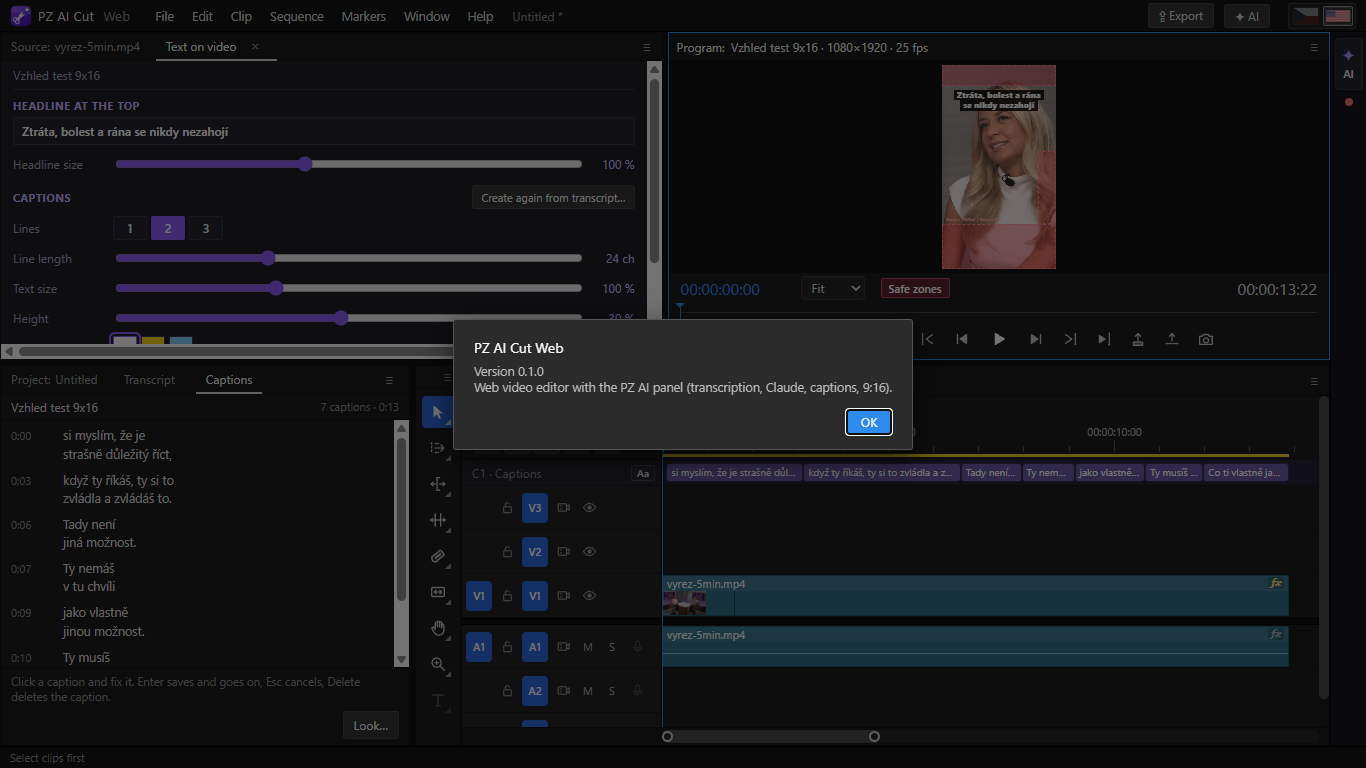 PZ AI Cut Web File Edit Clip Sequence Markers Window Help Untitled * Export AI
Source: vyrez-5min.mp4 Text on video ×
Vzhled test 9x16
HEADLINE AT THE TOP
Ztráta, bolest a rána se nikdy nezahojí
Headline size 100 %
CAPTIONS Create again from transcript...
Lines 1 2 3
Line length 24 ch
Text size 100 %
Height 30 %
Program: Vzhled test 9x16 · 1080×1920 · 25 fps
Ztráta, bolest a rána
se nikdy nezahojí
00:00:00:00 Fit Safe zones 00:00:13:22
AI
PZ AI Cut Web
Version 0.1.0
Web video editor with the PZ AI panel (transcription, Claude, captions, 9:16).
OK
Project: Untitled Transcript Captions
Vzhled test 9x16 7 captions · 0:13
0:00 si myslím, že je
strašně důležitý říct,
0:03 když ty říkáš, ty si to
zvládla a zvládáš to.
0:06 Tady není
jiná možnost.
0:07 Ty nemáš
v tu chvíli
0:09 jako vlastně
jinou možnost.
0:10 Ty musíš
Click a caption and fix it. Enter saves and goes on, Esc cancels, Delete
deletes the caption.
Look...
00:00:10:00
C1 · Captions Aa si myslím, že je strašně důl... když ty říkáš, ty si to zvládla a z... Tady není... Ty nem... jako vlastně... Ty musíš ... Co ti vlastně ja...
V3
V2
V1 V1 vyrez-5min.mp4 fx
A1 A1 M S vyrez-5min.mp4 fx
A2 M S
Select clips first